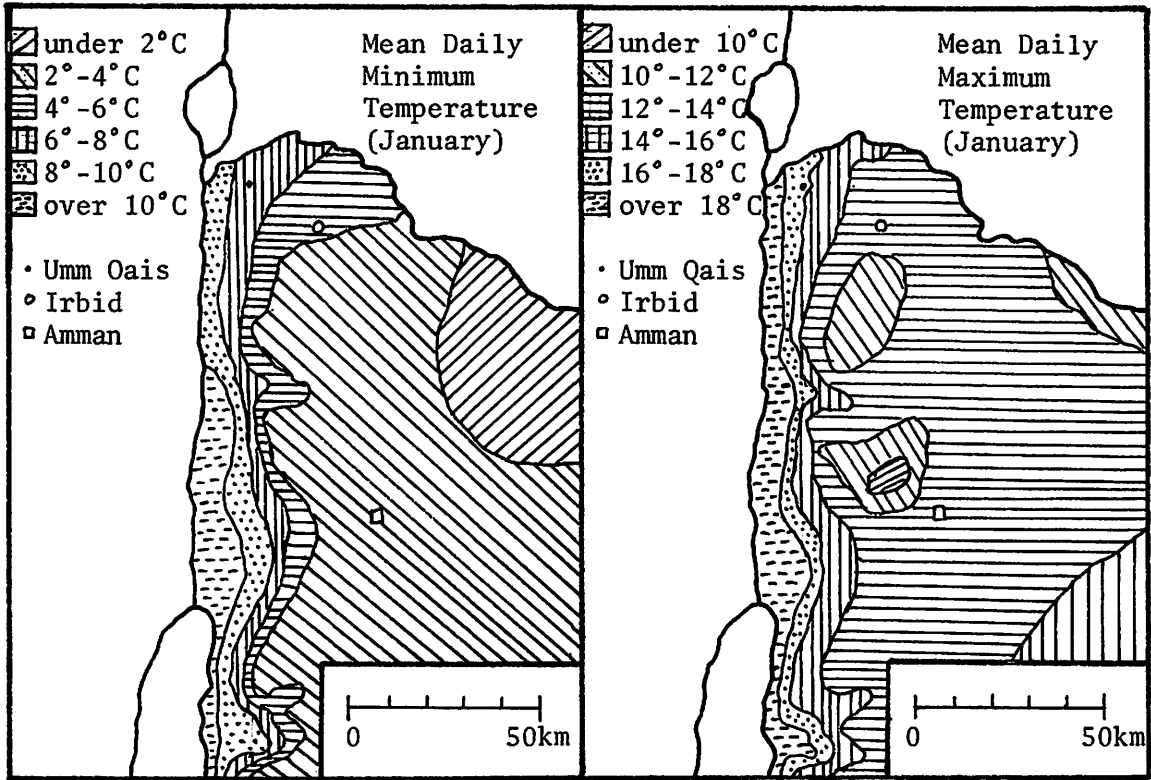 under 2°C
2°-4°C
4°-6°C
6°-8°C
8°-10°C
over 10°C
Mean Daily
Minimum
Temperature
(January)
Umm Oais
Irbid
Amman
0 50km
under 10°C
10°-12°C
12°-14°C
14°-16°C
16°-18°C
over 18°C
Mean Daily
Maximum
Temperature
(January)
Umm Qais
Irbid
Amman
0 50km